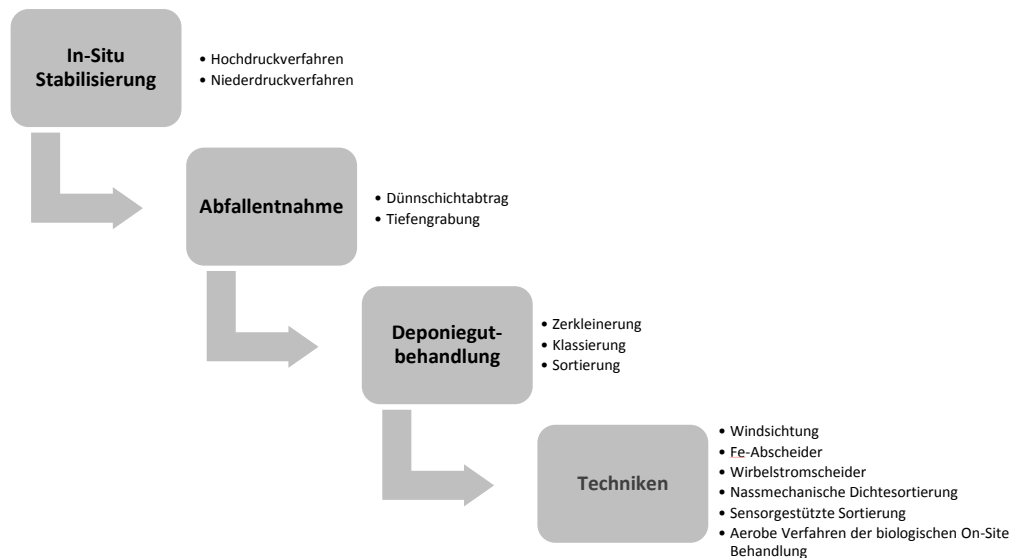 In-Situ
Stabilisierung
• Hochdruckverfahren
• Niederdruckverfahren
Abfallentnahme
• Dünnschichtabtrag
• Tiefengrabung
Deponiegut-
behandlung
• Zerkleinerung
• Klassierung
• Sortierung
Techniken
• Windsichtung
• Fe-Abscheider
• Wirbelstromscheider
• Nassmechanische Dichtesortierung
• Sensorgestützte Sortierung
• Aerobe Verfahren der biologischen On-Site
Behandlung